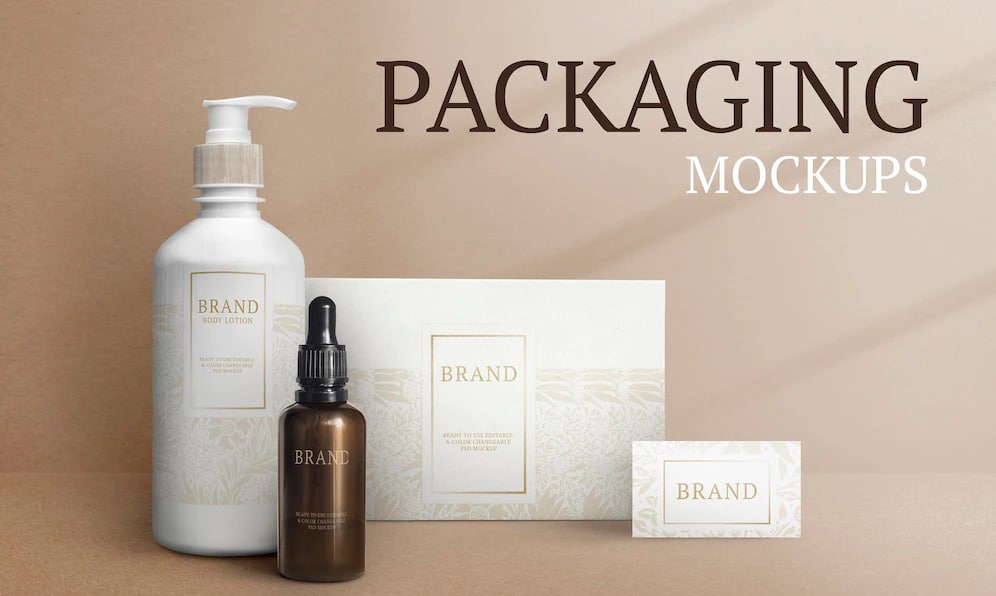 PACKAGING
MOCKUPS
BRAND
BODY LOTION
READY TO USE EDITABLE
& COLOR CHANGEABLE
PSD MOCKUP
BRAND
READY TO USE EDITABLE
& COLOR CHANGEABLE
PSD MOCKUP
BRAND
READY TO USE EDITABLE
& COLOR CHANGEABLE
PSD MOCKUP
BRAND